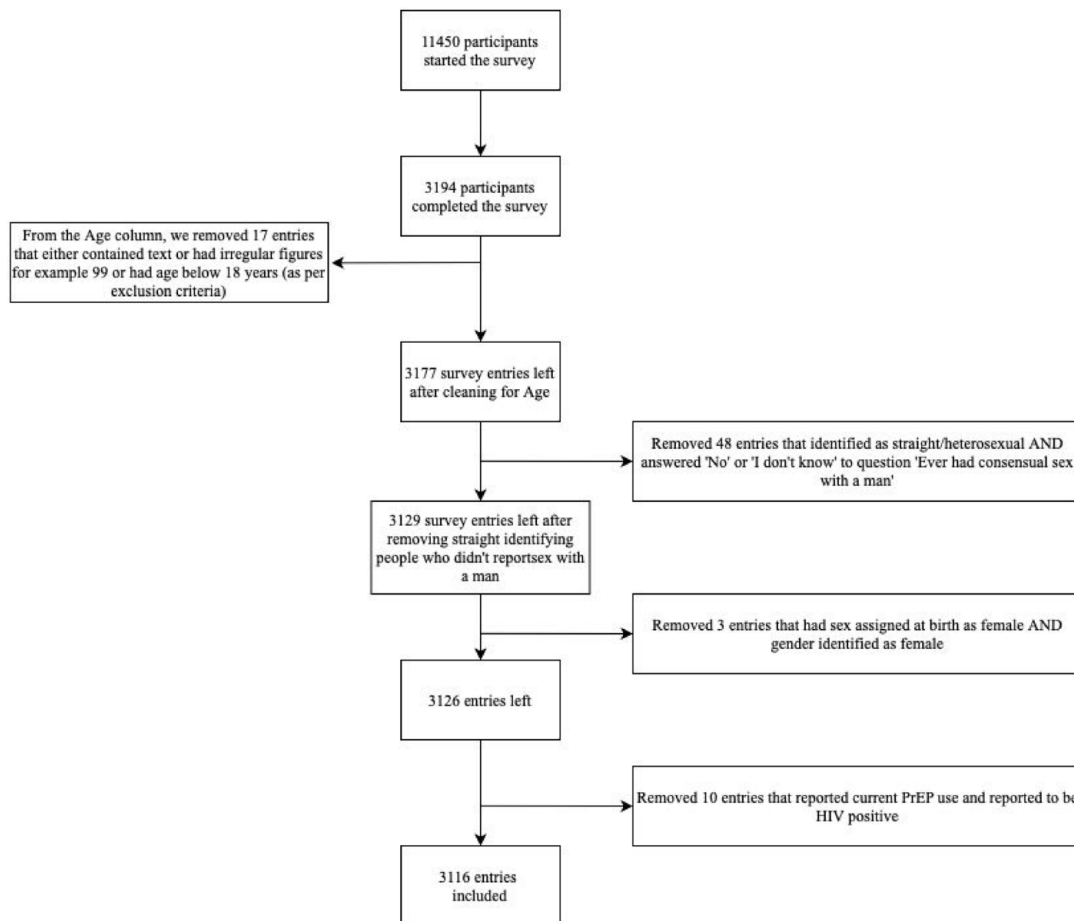 11450 participants
started the survey
3194 participants
completed the survey
From the Age column, we removed 17 entries
that either contained text or had irregular figures
for example 99 or had age below 18 years (as per
exclusion criteria)
3177 survey entries left
after cleaning for Age
Removed 48 entries that identified as straight/heterosexual AND
answered 'No' or 'I don't know' to question 'Ever had consensual sex
with a man'
3129 survey entries left after
removing straight identifying
people who didn't reportsex with
a man
Removed 3 entries that had sex assigned at birth as female AND
gender identified as female
3126 entries left
Removed 10 entries that reported current PrEP use and reported to be
HIV positive
3116 entries
included